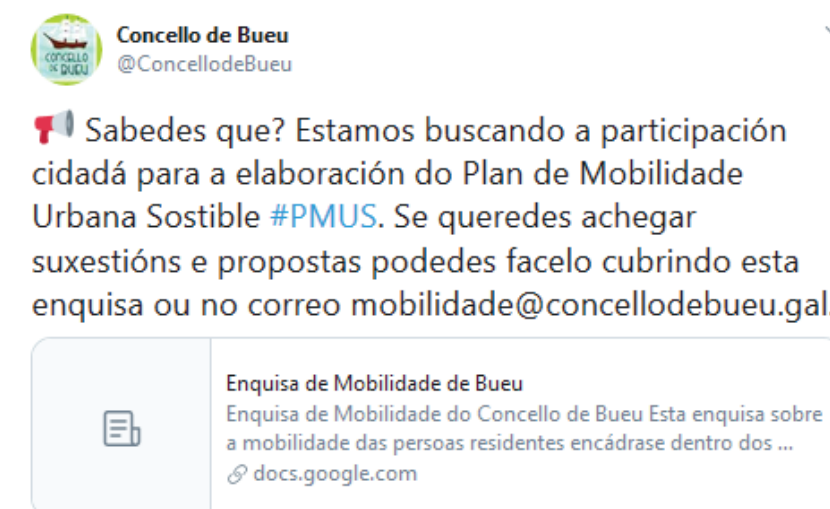 Concello de Bueu
@ConcellodeBueu
CONCELLO
DE BUEU
Sabedes que? Estamos buscando a participación
cidadá para a elaboración do Plan de Mobilidade
Urbana Sostible #PMUS. Se queredes achegar
suxestións e propostas podedes facelo cubrindo esta
enquisa ou no correo mobilidade@concellodebueu.gal.
Enquisa de Mobilidade de Bueu
Enquisa de Mobilidade do Concello de Bueu Esta enquisa sobre
a mobilidade das persoas residentes encádrase dentro dos ...
docs.google.com